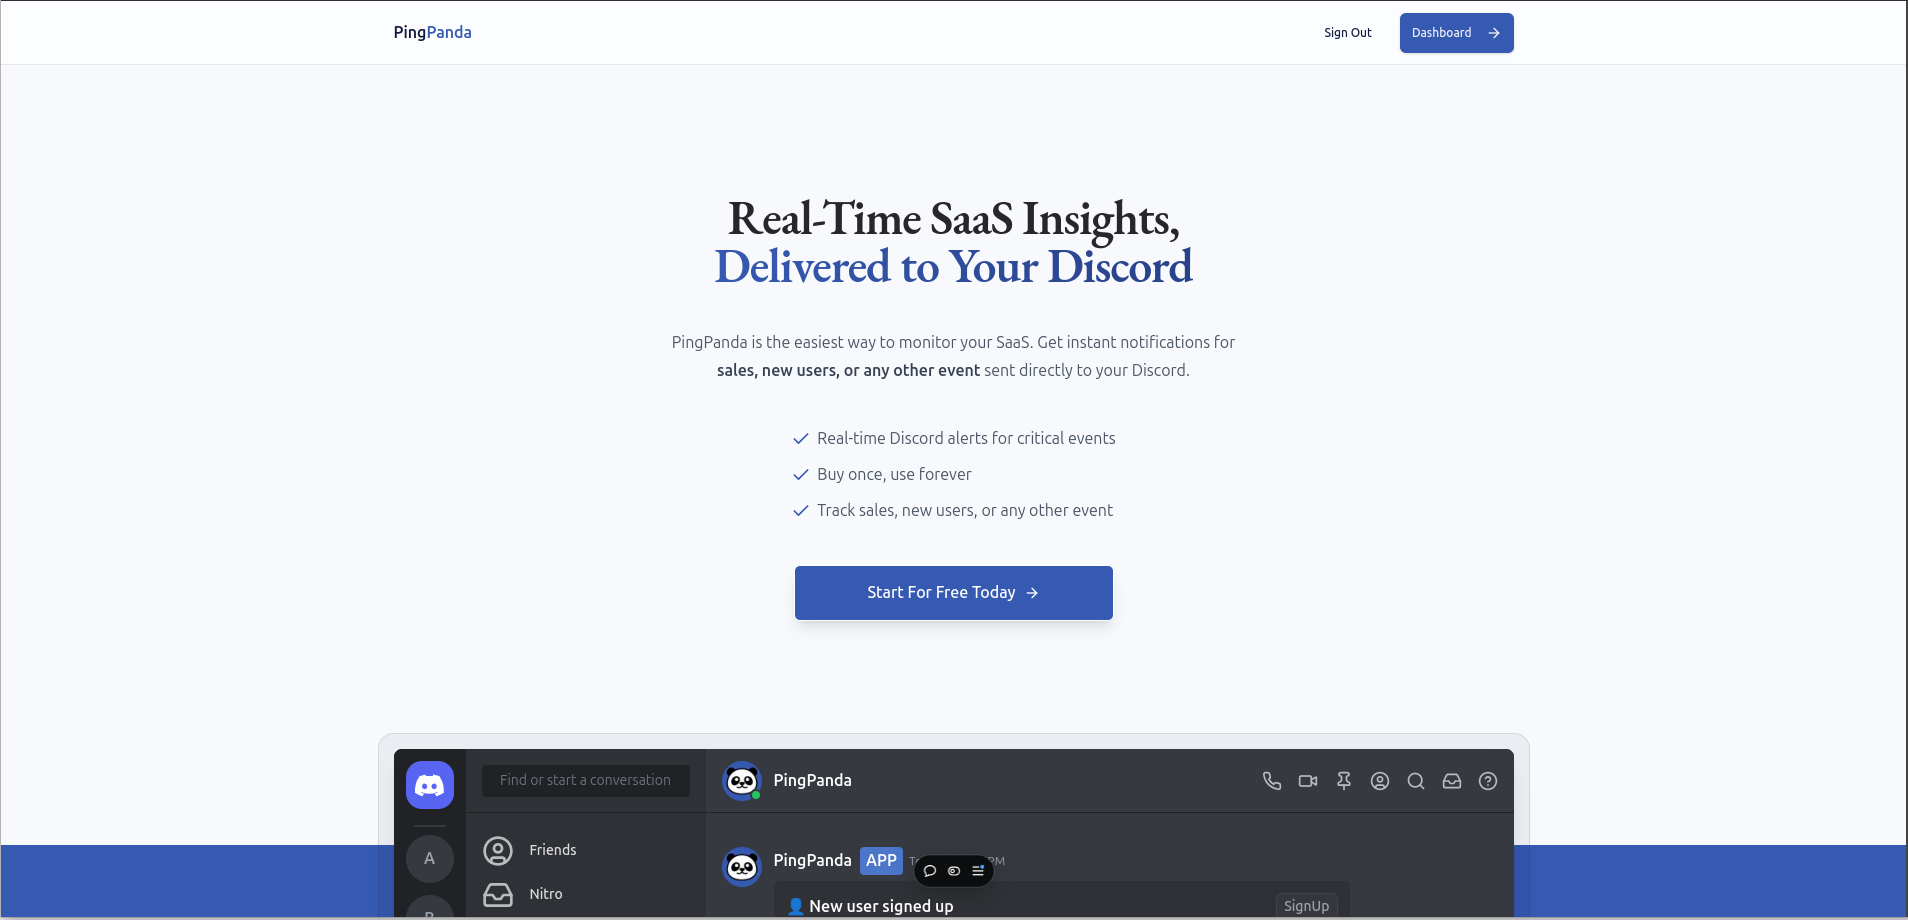 PingPanda
Sign Out
Dashboard
Real-Time SaaS Insights,
Delivered to Your Discord
PingPanda is the easiest way to monitor your SaaS. Get instant notifications for
sales, new users, or any other event sent directly to your Discord.
Real-time Discord alerts for critical events
Buy once, use forever
Track sales, new users, or any other event
Start For Free Today
Find or start a conversation
PingPanda
A
Friends
PingPanda APP PM
Nitro
👤 New user signed up
SignUp